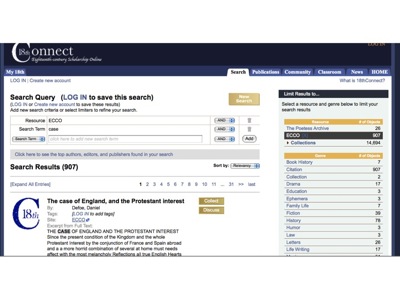 LOG IN
18th Connect
Eighteenth-century Scholarship Online
My 18th
Search Publications Community Classroom News HOME
LOG IN | Create new account
What is 18thConnect?
Search Query (LOG IN to save this search)
(LOG IN or Create new account to save these results)
Add new search criteria or select limiters to refine your search.
New Search
Resource ECCO AND
Search Term case AND
Search Term click here to add new search term AND Add
Click here to see the top authors, editors, and publishers found in your search
Search Results (907)
Sort by: Relevancy
[Expand All Entries]
1 2 3 4 5 6 7 8 9 10 11 ... 31 >> last
18th
The case of England, and the Protestant interest
By: Defoe, Daniel
Tags: [LOG IN to add tags]
Site: ECCO
Excerpt from Full Text:
The CASE OF ENGLAND AND THE PROTESTANT INTEREST
Since the present condition of the Kingdom and the whole
Protestant Interest by the conjunction of France and Spain abroad
and a a more horrid combination of several at home must needs
affect with the most melancholy Reflections all true English Hearts
Collect
Discuss
Limit Results to...
Select a resource and genre below to limit your
search results
Resource # of Objects
The Poetess Archive 26
ECCO 907
Collections 14,694
Genre # of Objects
Book History 7
Citation 907
Collection 2
Drama 17
Education 3
Ephemera 3
Family Life 7
Fiction 39
History 78
Humor 3
Law 4
Letters 26
Life Writing 17